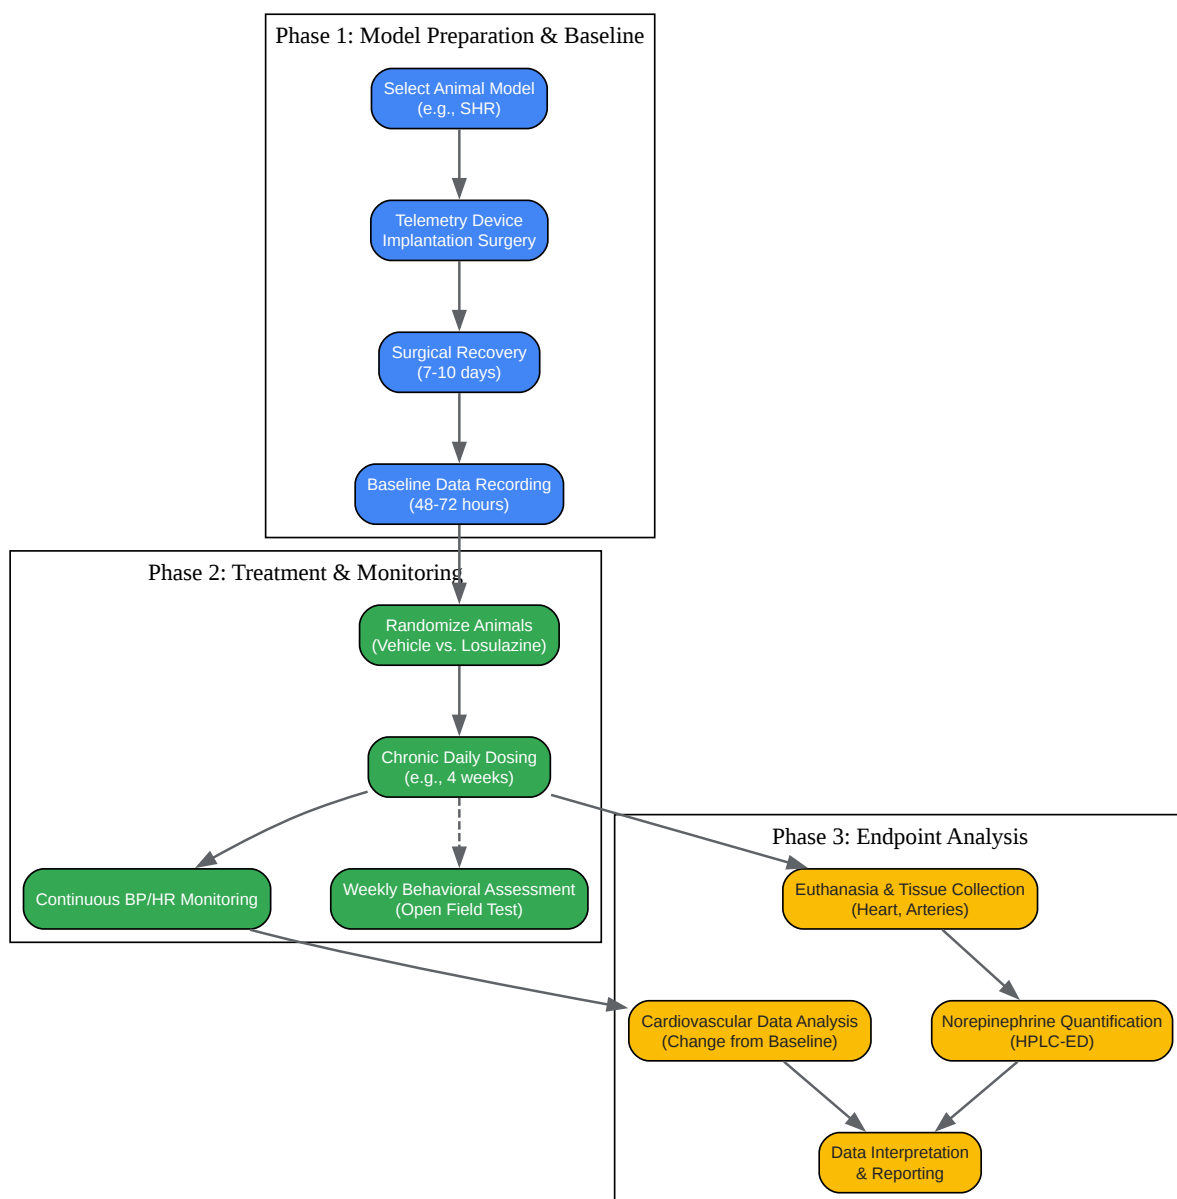 Phase 1: Model Preparation & Baseline
Select Animal Model
(e.g., SHR)
Telemetry Device
Implantation Surgery
Surgical Recovery
(7-10 days)
Baseline Data Recording
(48-72 hours)
Phase 2: Treatment & Monitoring
Randomize Animals
(Vehicle vs. Losulazine)
Chronic Daily Dosing
(e.g., 4 weeks)
Continuous BP/HR Monitoring
Weekly Behavioral Assessment
(Open Field Test)
Phase 3: Endpoint Analysis
Euthanasia & Tissue Collection
(Heart, Arteries)
Cardiovascular Data Analysis
(Change from Baseline)
Norepinephrine Quantification
(HPLC-ED)
Data Interpretation
& Reporting